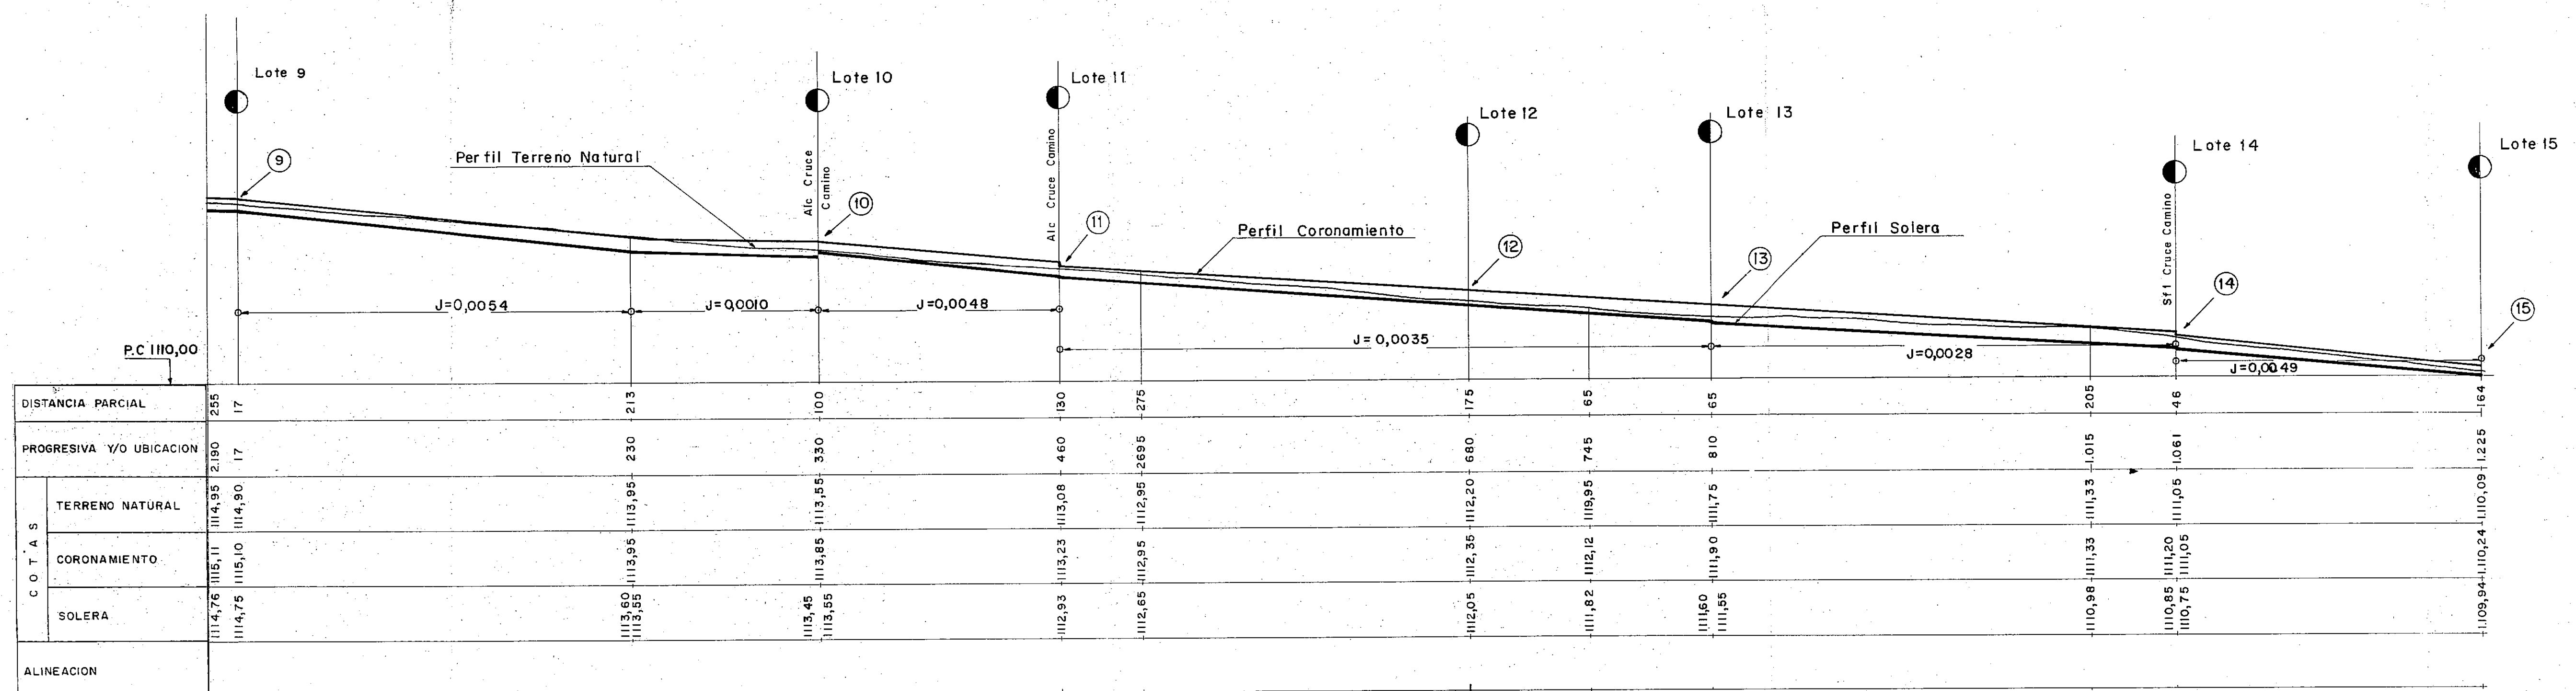 Lote 9
Lote 10
Lote 11
Lote 12
Lote 13
Lote 14
Lote 15
9
Perfil Terreno Natural
Alc Cruce
Camino
10
Alc Cruce Camino
11
Perfil Coronamiento
12
13
Perfil Solera
Sf1 Cruce Camino
14
15
J=0,0054
J=0,0010
J=0,0048
J=0,0035
J=0,0028
J=0,0049
P.C 1110,00
DISTANCIA PARCIAL 255 17 213 100 130 275 175 65 65 205 46 164
PROGRESIVA Y/O UBICACION 2.190 17 230 330 460 2695 680 745 810 1.015 1.061 1.225
COTAS
TERRENO NATURAL 1114,95 1114,90 1113,95 1113,55 1113,08 1112,95 1112,20 1119,95 1111,75 1111,33 1111,05 1.110,09
CORONAMIENTO 1115,11 1115,10 1113,95 1113,85 1113,23 1112,95 1112,35 1112,12 1111,90 1111,33 1111,20 1111,05 1.110,24
SOLERA 1114,76 1114,75 1113,60 1113,55 1113,45 1113,55 1112,93 1112,65 1112,05 1111,82 1111,60 1111,55 1110,98 1110,85 1110,75 1.109,94
ALINEACION